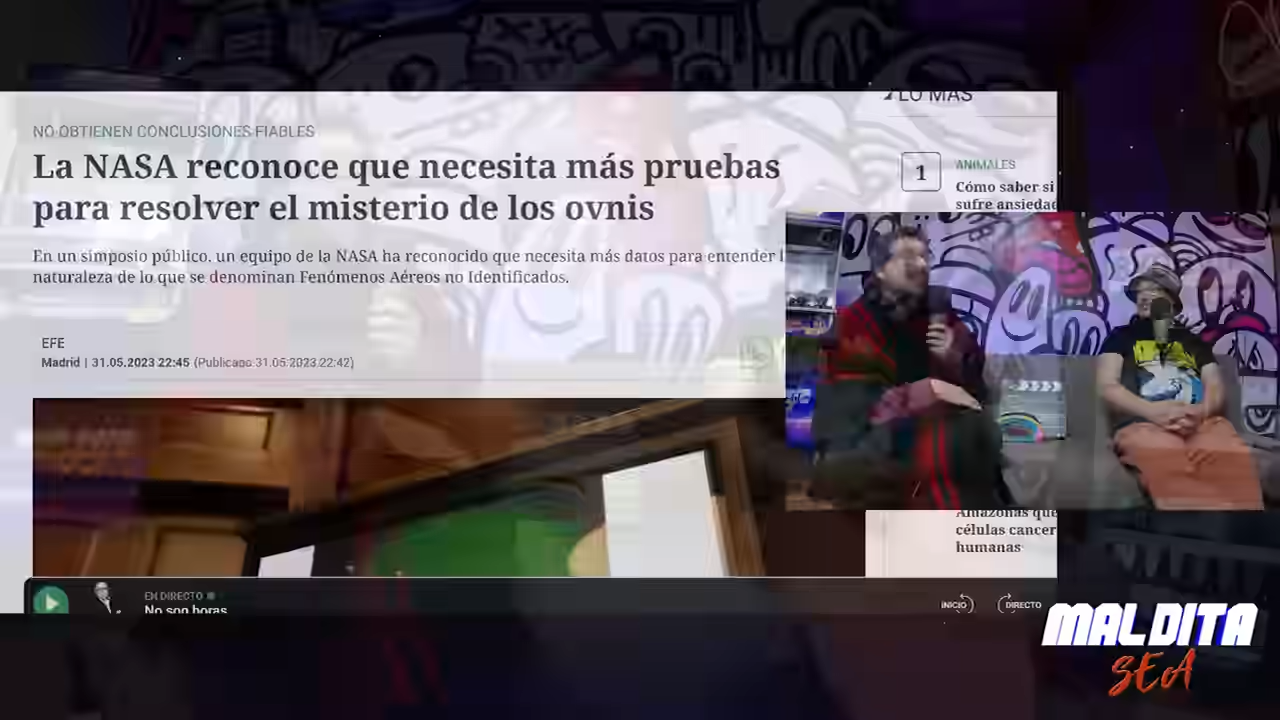 LO MÁS
NO OBTIENEN CONCLUSIONES FIABLES
La NASA reconoce que necesita más pruebas
para resolver el misterio de los ovnis
En un simposio público, un equipo de la NASA ha reconocido que necesita más datos para entender l
naturaleza de lo que se denominan Fenómenos Aéreos no Identificados.
EFE
Madrid | 31.05.2023 22:45 (Publicado 31.05.2023 22:42)
1
ANIMALES
Cómo saber si
sufre ansiedad
Amazonas que
células cancer
humanas
EN DIRECTO
No son horas
INICIO
DIRECTO
MALDITA
SEA